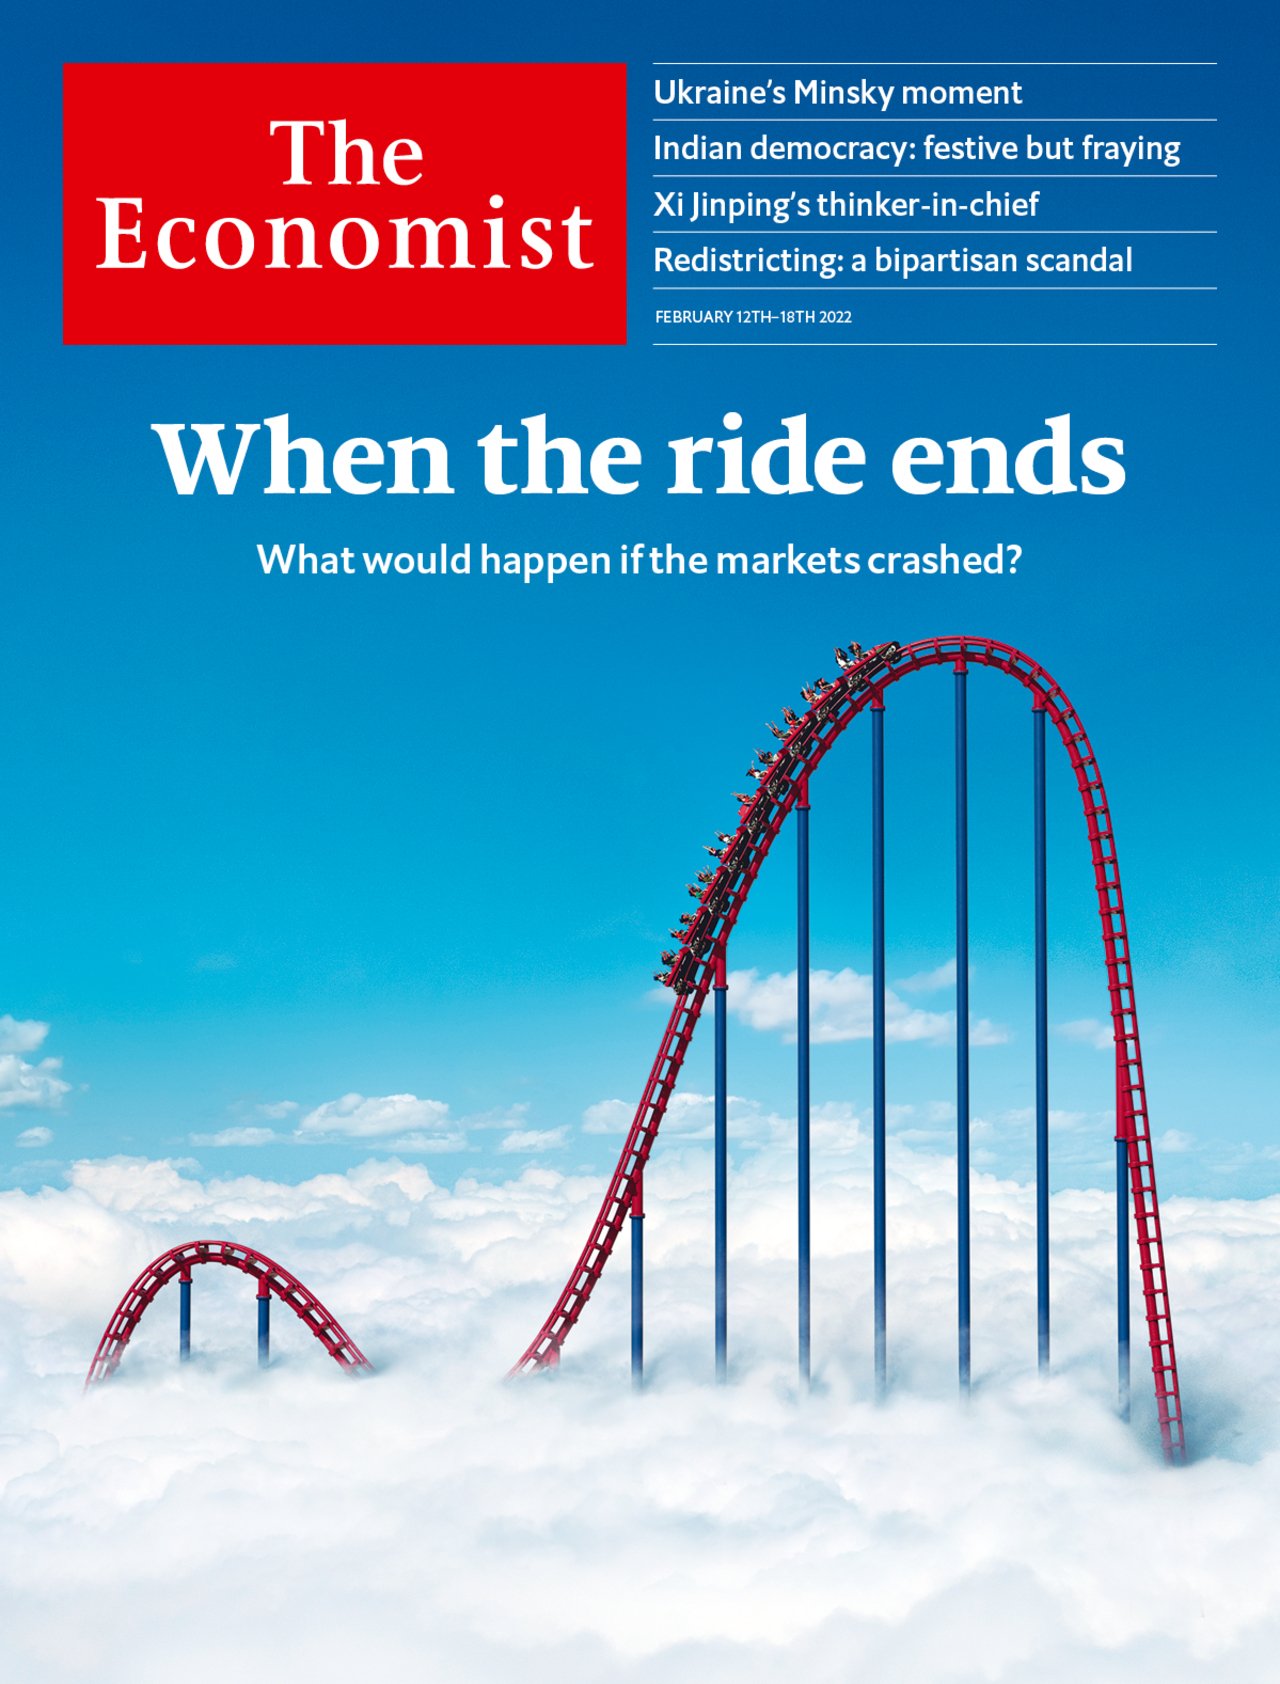 The
Economist
Ukraine’s Minsky moment
Indian democracy: festive but fraying
Xi Jinping’s thinker-in-chief
Redistricting: a bipartisan scandal
FEBRUARY 12TH–18TH 2022
When the ride ends
What would happen if the markets crashed?